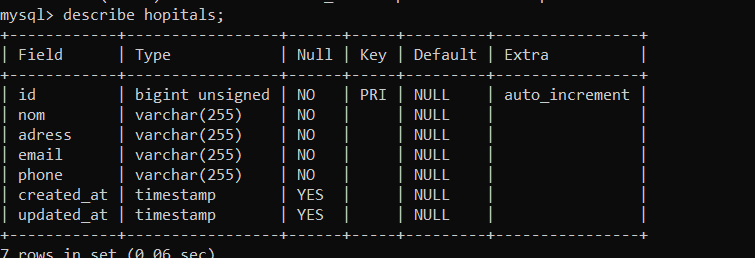 mysql> describe hopitals;
+------------+-----------------+------+-----+---------+----------------+
| Field      | Type            | Null | Key | Default | Extra          |
+------------+-----------------+------+-----+---------+----------------+
| id         | bigint unsigned | NO   | PRI | NULL    | auto_increment |
| nom        | varchar(255)    | NO   |     | NULL    |                |
| adress     | varchar(255)    | NO   |     | NULL    |                |
| email      | varchar(255)    | NO   |     | NULL    |                |
| phone      | varchar(255)    | NO   |     | NULL    |                |
| created_at | timestamp       | YES  |     | NULL    |                |
| updated_at | timestamp       | YES  |     | NULL    |                |
+------------+-----------------+------+-----+---------+----------------+
7 rows in set (0.06 sec)